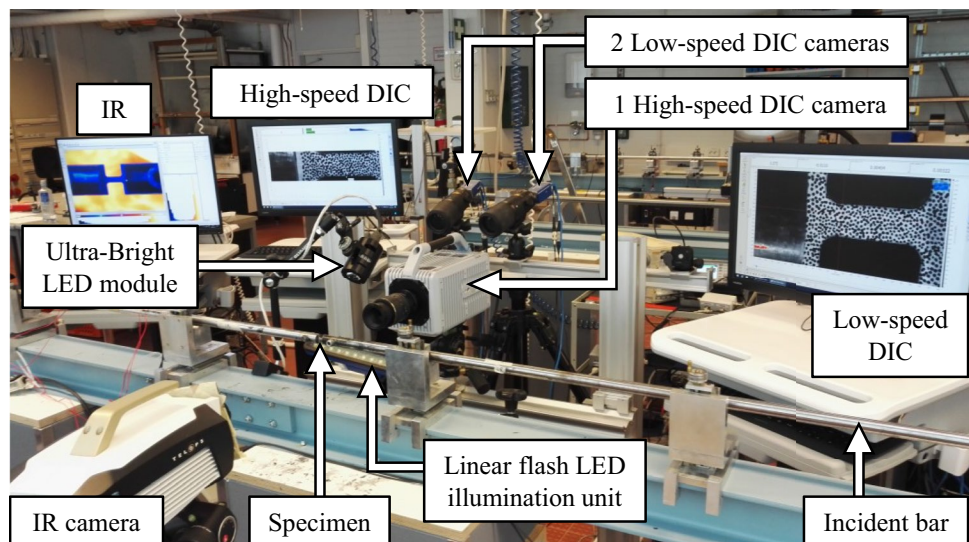 2 Low-speed DIC cameras
High-speed DIC
1 High-speed DIC camera
IR
Ultra-Bright
LED module
Low-speed
DIC
Linear flash LED
illumination unit
TELOPS
IR camera
Specimen
Incident bar